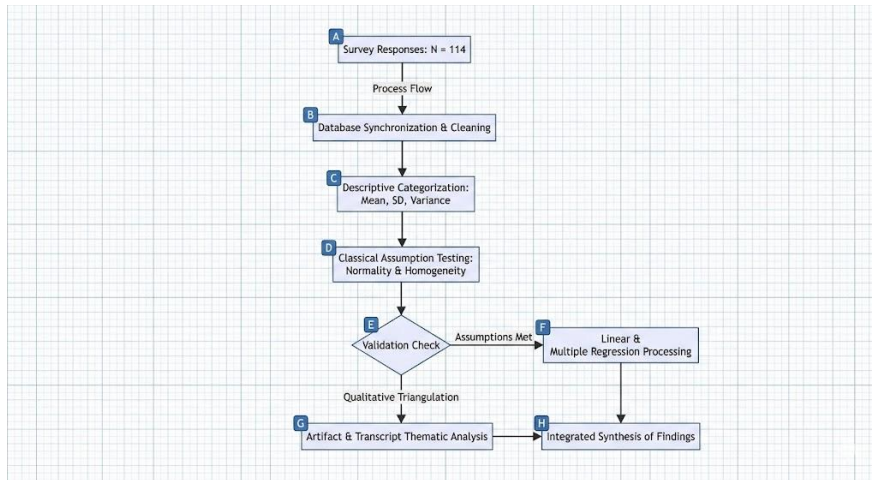 A
Survey Responses: N = 114
Process Flow
B
Database Synchronization & Cleaning
C
Descriptive Categorization:
Mean, SD, Variance
D
Classical Assumption Testing:
Normality & Homogeneity
E
Validation Check
Assumptions Met
F
Linear &
Multiple Regression Processing
Qualitative Triangulation
G
Artifact & Transcript Thematic Analysis
H
Integrated Synthesis of Findings